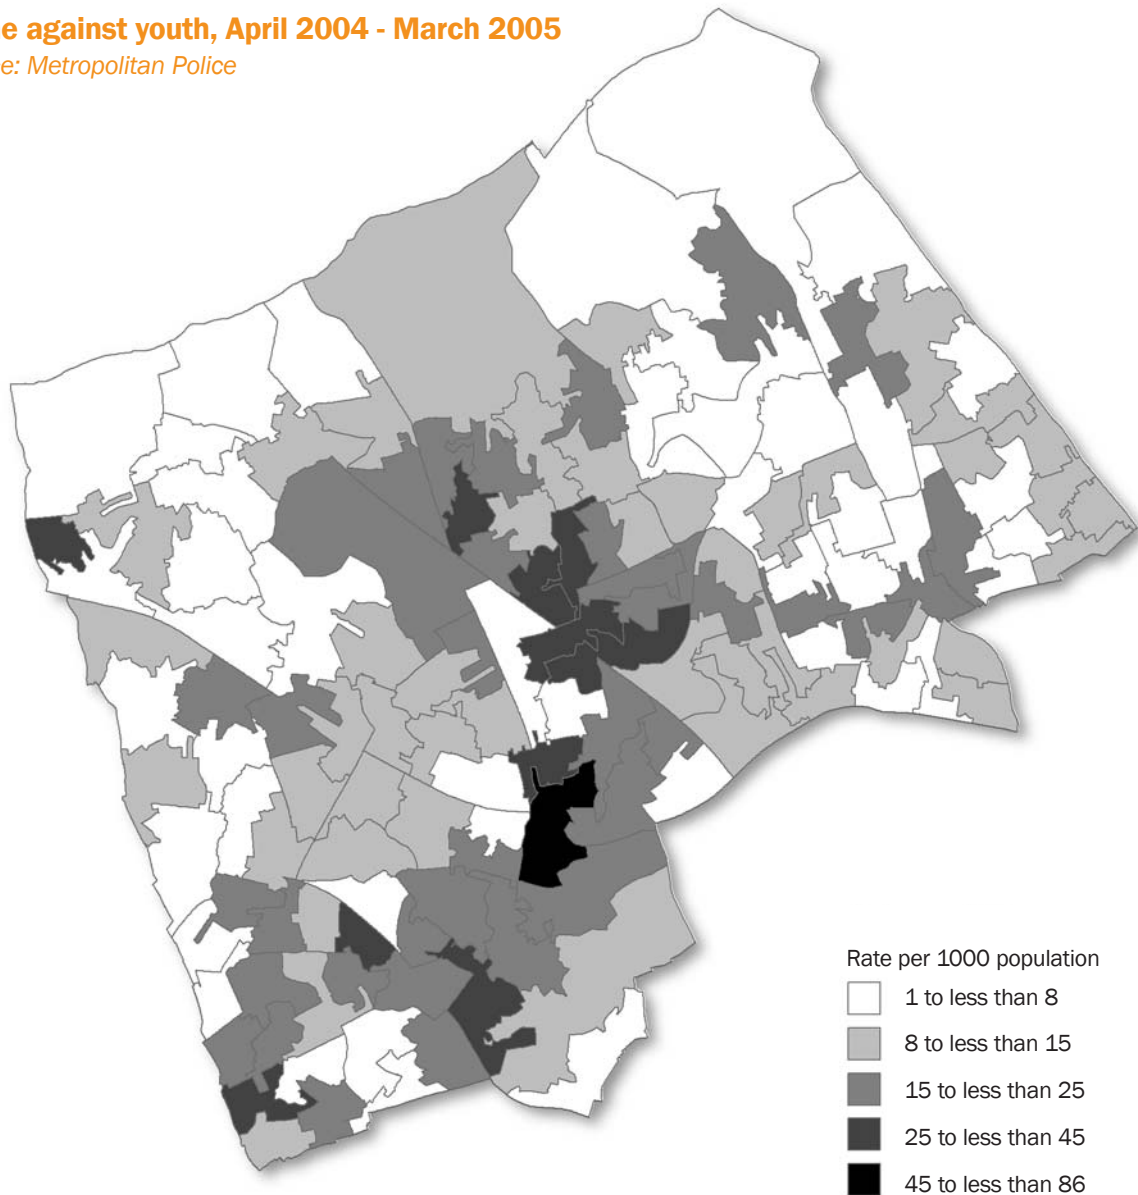 e against youth, April 2004 - March 2005
e: Metropolitan Police
Rate per 1000 population
1 to less than 8
8 to less than 15
15 to less than 25
25 to less than 45
45 to less than 86